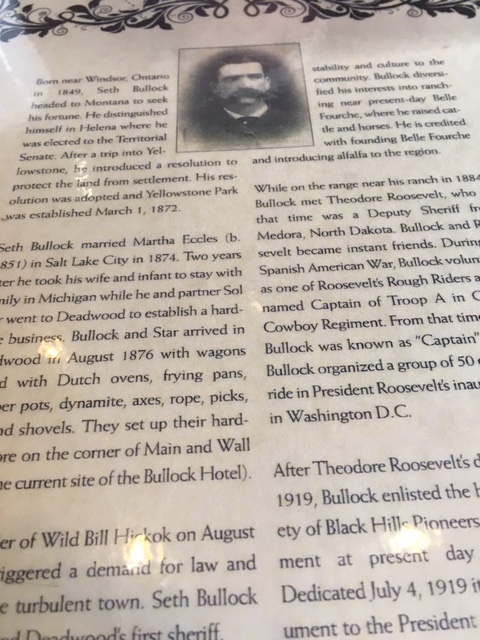 Born near Windsor, Ontario
in 1849, Seth Bullock
headed to Montana to seek
his fortune. He distinguished
himself in Helena where he
was elected to the Territorial
Senate. After a trip into Yel-
lowstone, he introduced a resolution to
protect the land from settlement. His res-
olution was adopted and Yellowstone Park
was established March 1, 1872.
Seth Bullock married Martha Eccles (b.
851) in Salt Lake City in 1874. Two years
ter he took his wife and infant to stay with
mily in Michigan while he and partner Sol
r went to Deadwood to establish a hard-
e business. Bullock and Star arrived in
dwood in August 1876 with wagons
d with Dutch ovens, frying pans,
er pots, dynamite, axes, rope, picks,
nd shovels. They set up their hard-
ore on the corner of Main and Wall
e current site of the Bullock Hotel).
er of Wild Bill Hickok on August
riggered a demand for law and
e turbulent town. Seth Bullock
Deadwood's first sheriff.
stability and culture to the
community. Bullock diversi-
fied his interests into ranch-
ing near present-day Belle
Fourche, where he raised cat-
tle and horses. He is credited
with founding Belle Fourche
and introducing alfalfa to the region.
While on the range near his ranch in 1884
Bullock met Theodore Roosevelt, who
that time was a Deputy Sheriff fr
Medora, North Dakota. Bullock and R
sevelt became instant friends. During
Spanish American War, Bullock volun
as one of Roosevelt's Rough Riders a
named Captain of Troop A in
Cowboy Regiment. From that time
Bullock was known as "Captain"
Bullock organized a group of 50
ride in President Roosevelt's inau
in Washington D.C.
After Theodore Roosevelt's d
1919, Bullock enlisted the h
ety of Black Hills Pioneers
ment at present day
Dedicated July 4, 1919 it
ument to the President